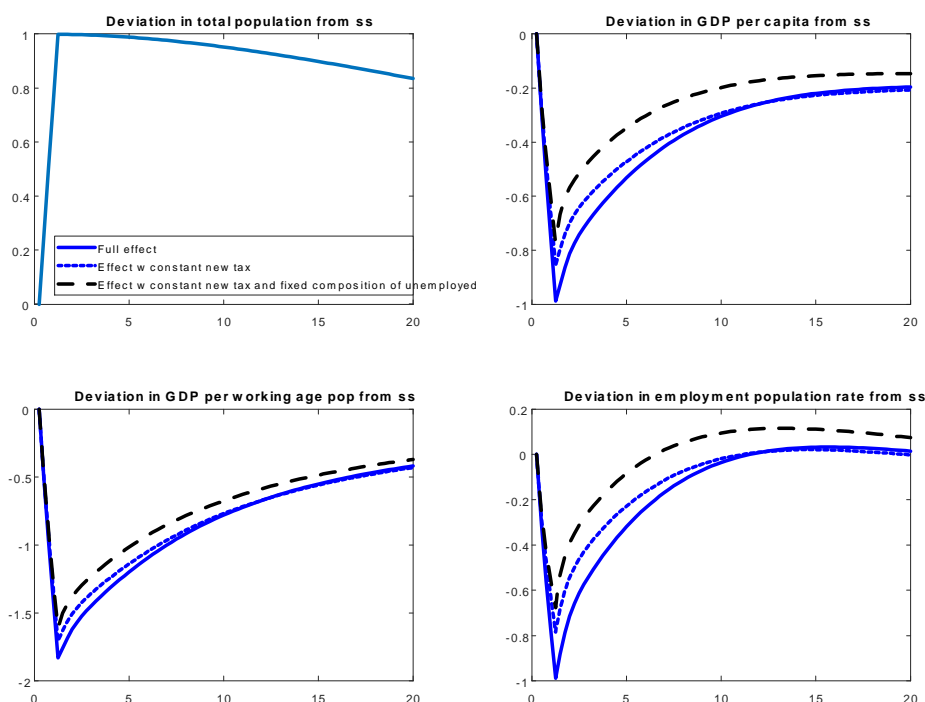 Deviation in total population from ss
1
0.8
0.6
0.4
0.2
0
0 5 10 15 20
Full effect
Effect w constant new tax
Effect w constant new tax and fixed composition of unemployed
Deviation in GDP per capita from ss
0
-0.2
-0.4
-0.6
-0.8
-1
0 5 10 15 20
Deviation in GDP per working age pop from ss
0
-0.5
-1
-1.5
-2
0 5 10 15 20
Deviation in employment population rate from ss
0.2
0
-0.2
-0.4
-0.6
-0.8
-1
0 5 10 15 20